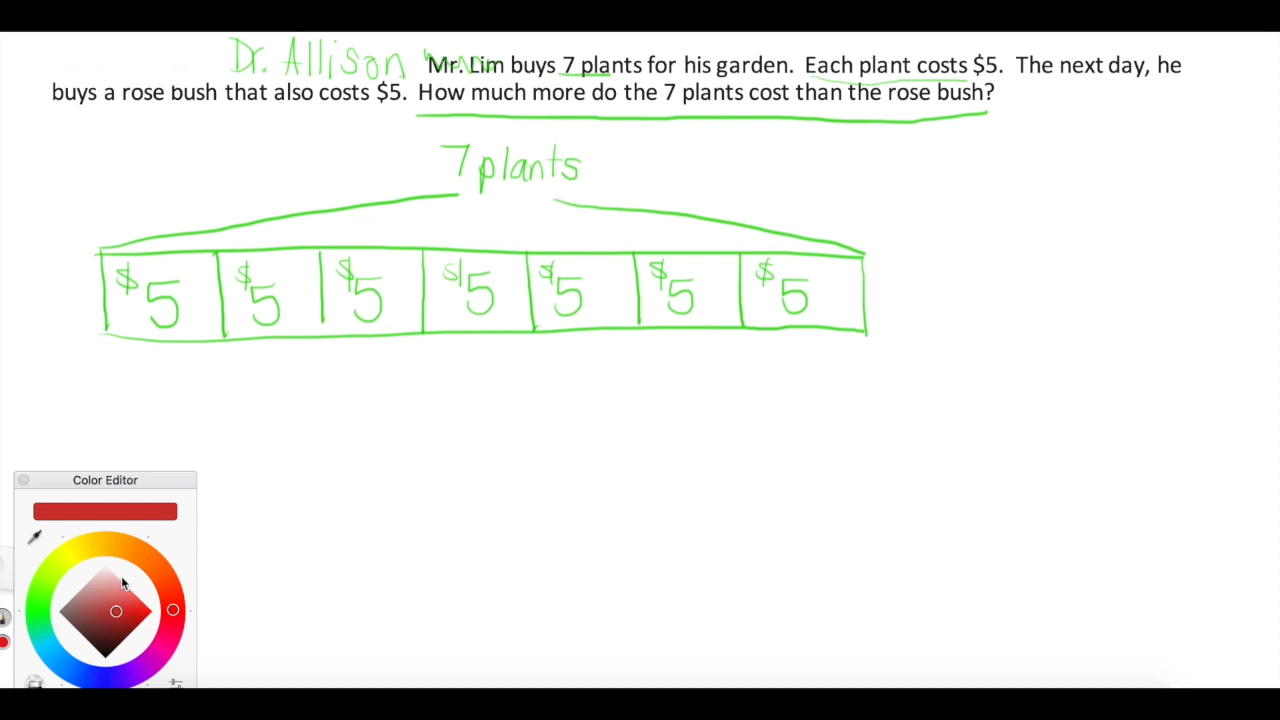 Dr. Allison Mr. Lim buys 7 plants for his garden. Each plant costs $5. The next day, he
buys a rose bush that also costs $5. How much more do the 7 plants cost than the rose bush?
7 plants
$5 $5 $5 $5 $5 $5 $5
Color Editor